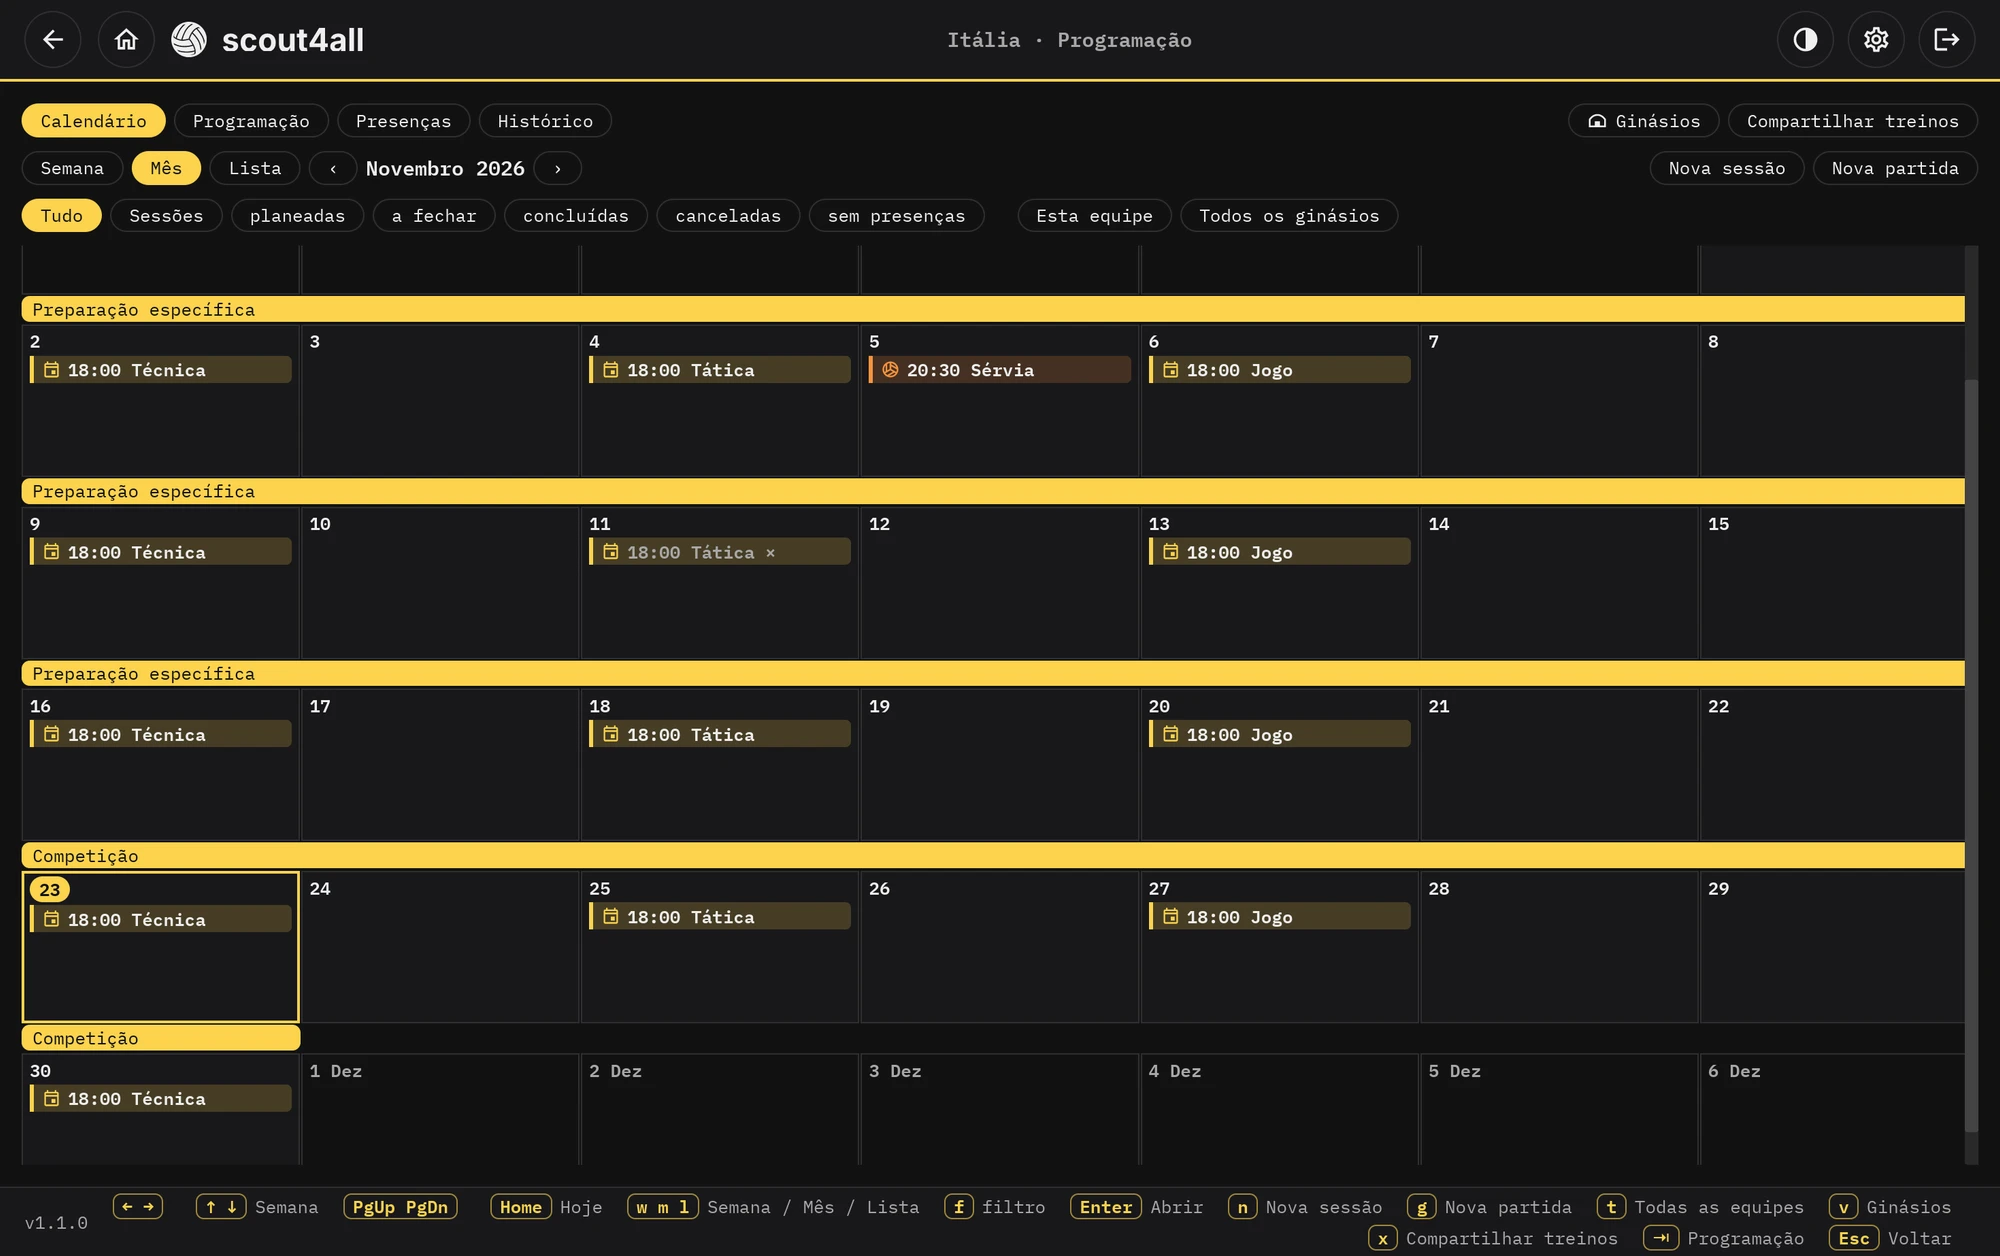 scout4all
Itália · Programação
Calendário Programação Presenças Histórico Ginásios Compartilhar treinos
Semana Mês Lista ‹ Novembro 2026 › Nova sessão Nova partida
Tudo Sessões planeadas a fechar concluídas canceladas sem presenças Esta equipe Todos os ginásios
Preparação específica
2 3 4 5 6 7 8
18:00 Técnica 18:00 Tática 20:30 Sérvia 18:00 Jogo
Preparação específica
9 10 11 12 13 14 15
18:00 Técnica 18:00 Tática × 18:00 Jogo
Preparação específica
16 17 18 19 20 21 22
18:00 Técnica 18:00 Tática 18:00 Jogo
Competição
23 24 25 26 27 28 29
18:00 Técnica 18:00 Tática 18:00 Jogo
Competição
30 1 Dez 2 Dez 3 Dez 4 Dez 5 Dez 6 Dez
18:00 Técnica
v1.1.0 ← → ↑ ↓ Semana PgUp PgDn Home Hoje w m l Semana / Mês / Lista f filtro Enter Abrir n Nova sessão g Nova partida t Todas as equipes v Ginásios
x Compartilhar treinos ⇥ Programação Esc Voltar